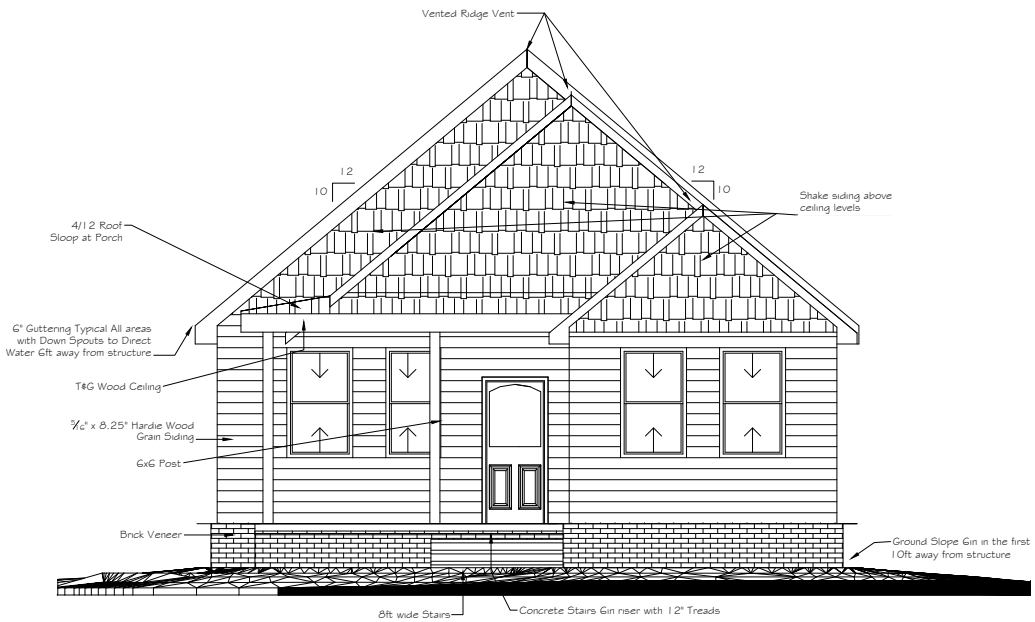 Vented Ridge Vent
12
10
12
10
Shake siding above
ceiling levels
4/12 Roof
Sloop at Porch
6" Guttering Typical All areas
with Down Spouts to Direct
Water 6ft away from structure
T&G Wood Ceiling
5/16" x 8.25" Hardie Wood
Grain Siding
6x6 Post
Brick Veneer
Ground Slope 6in in the first
10ft away from structure
8ft wide Stairs
Concrete Stairs 6in riser with 12" Treads